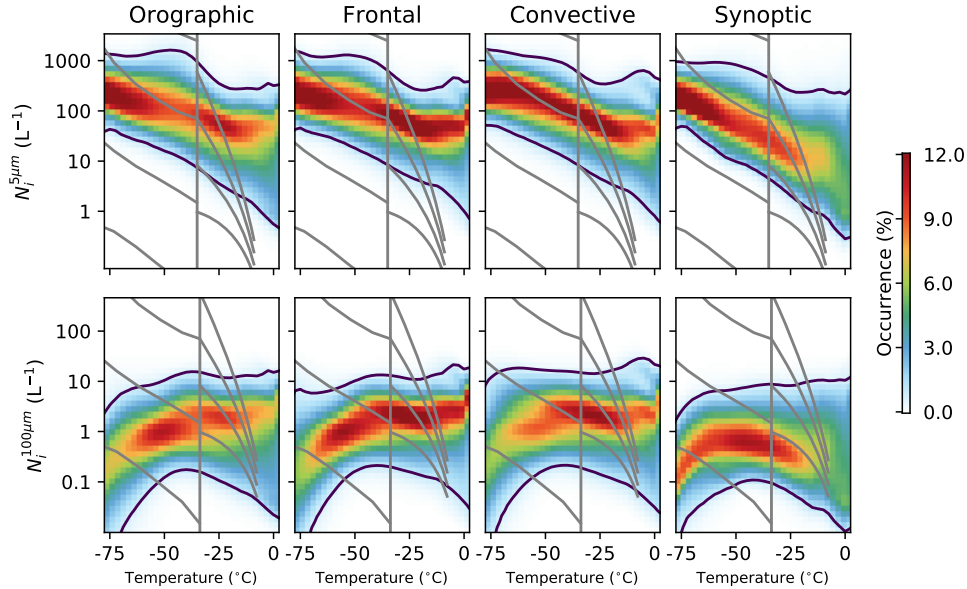 Orographic Frontal Convective Synoptic
1000
100
10
1
N_i^{5μm} (L^{−1})
100
10
1
0.1
N_i^{100μm} (L^{−1})
-75 -50 -25 0 -75 -50 -25 0 -75 -50 -25 0 -75 -50 -25 0
Temperature (°C) Temperature (°C) Temperature (°C) Temperature (°C)
12.0
9.0
6.0
3.0
0.0
Occurrence (%)